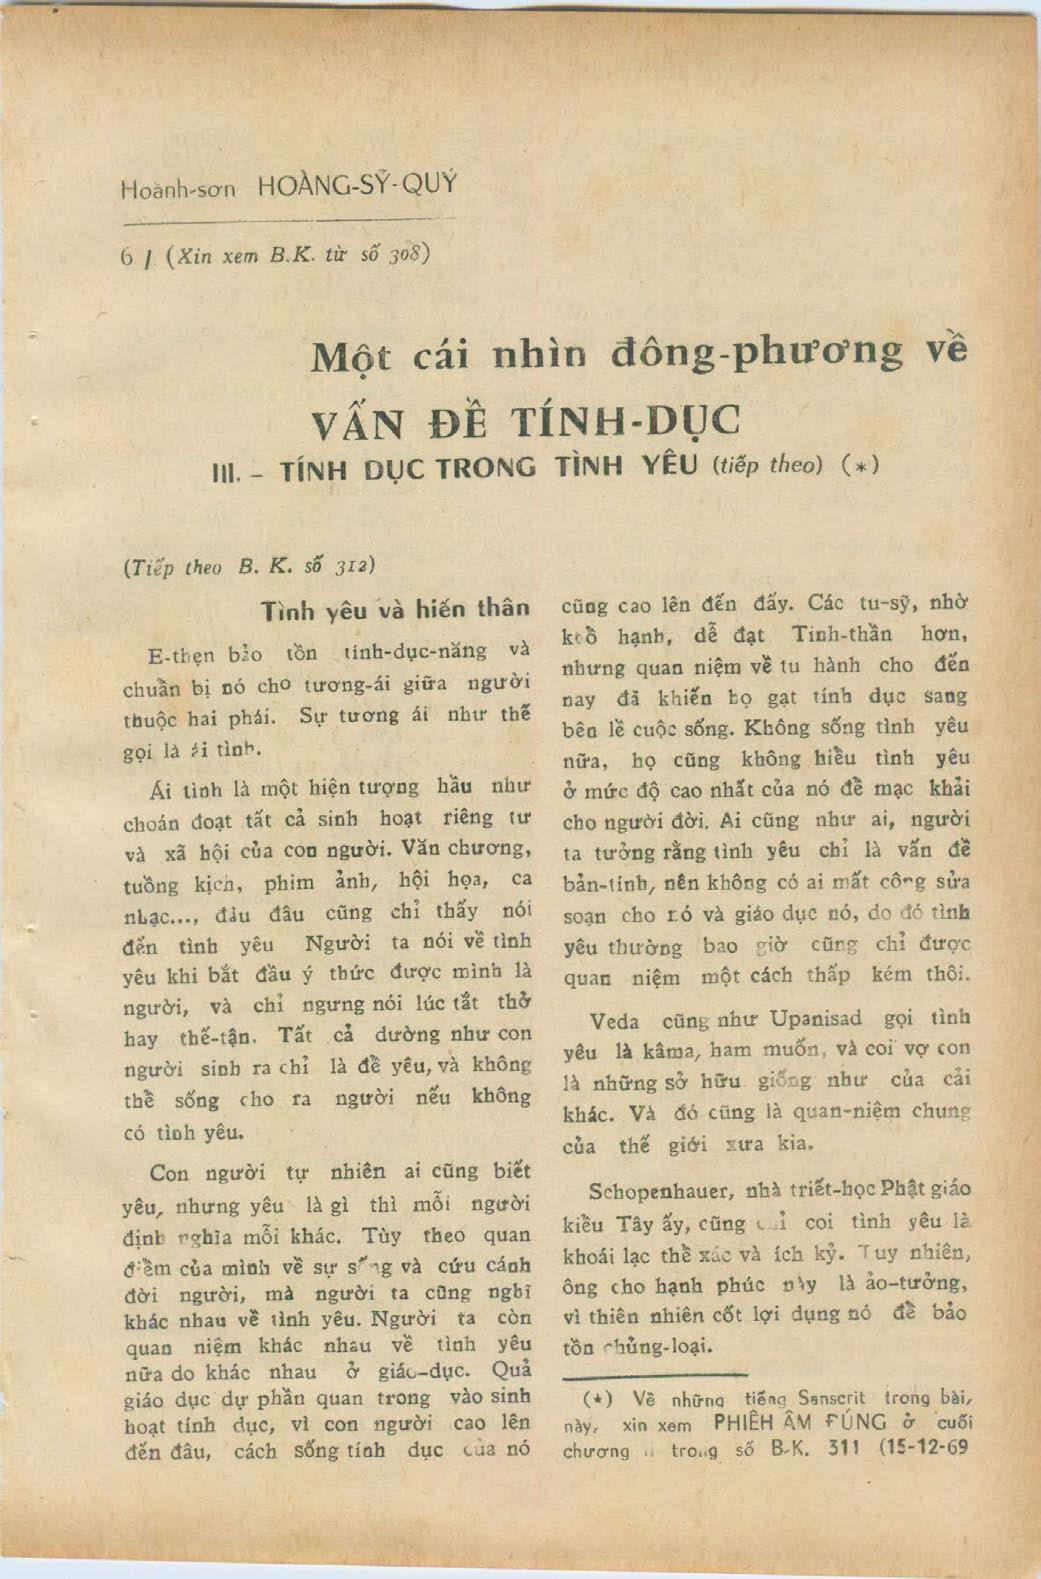 Hoành-sơn HOÀNG-SỸ-QUÝ
6 / (Xin xem B.K. từ số 308)
Một cái nhìn đông-phương về
VẤN ĐỀ TÍNH-DỤC
III. – TÍNH DỤC TRONG TÌNH YÊU (tiếp theo) (*)
(Tiếp theo B. K. số 312)
Tình yêu và hiến thân
E-thẹn bảo tồn tính-dục-năng và
chuẩn bị nó cho tương-ái giữa người
thuộc hai phái. Sự tương ái như thế
gọi là ái tình.
Ái tình là một hiện tượng hầu như
choán đoạt tất cả sinh hoạt riêng tư
và xã hội của con người. Văn chương,
tuồng kịch, phim ảnh, hội họa, ca
nhạc..., đâu đâu cũng chỉ thấy nói
đến tình yêu Người ta nói về tình
yêu khi bắt đầu ý thức được mình là
người, và chỉ ngưng nói lúc tắt thở
hay thế-tận. Tất cả dường như con
người sinh ra chỉ là để yêu, và không
thể sống cho ra người nếu không
có tình yêu.
Con người tự nhiên ai cũng biết
yêu, nhưng yêu là gì thì mỗi người
định nghĩa mỗi khác. Tùy theo quan
điểm của mình về sự sống và cứu cánh
đời người, mà người ta cũng nghĩ
khác nhau về tình yêu. Người ta còn
quan niệm khác nhau về tình yêu
nữa do khác nhau ở giáo-dục. Quả
giáo dục dự phần quan trong vào sinh
hoạt tính dục, vì con người cao lên
đến đâu, cách sống tính dục của nó
cũng cao lên đến đấy. Các tu-sỹ, nhờ
khổ hạnh, dễ đạt Tinh-thần hơn,
nhưng quan niệm về tu hành cho đến
nay đã khiến họ gạt tính dục sang
bên lề cuộc sống. Không sống tình yêu
nữa, họ cũng không hiểu tình yêu
ở mức độ cao nhất của nó để mạc khải
cho người đời. Ai cũng như ai, người
ta tưởng rằng tình yêu chỉ là vấn đề
bản-tính, nên không có ai mất công sửa
soạn cho nó và giáo dục nó, do đó tình
yêu thường bao giờ cũng chỉ được
quan niệm một cách thấp kém thôi.
Veda cũng như Upanisad gọi tình
yêu là kâma, ham muốn, và coi vợ con
là những sở hữu giống như của cải
khác. Và đó cũng là quan-niệm chung
của thế giới xưa kia.
Schopenhauer, nhà triết-học Phật giáo
kiểu Tây ấy, cũng chỉ coi tình yêu là
khoái lạc thể xác và ích kỷ. Tuy nhiên,
ông cho hạnh phúc này là ảo-tưởng,
vì thiên nhiên cốt lợi dụng nó để bảo
tồn chủng-loại.
(*) Về những tiếng Sanscrit trong bài,
này, xin xem PHIÊH ÂM FÚNG ở cuối
chương trong số B.K. 311 (15-12-69